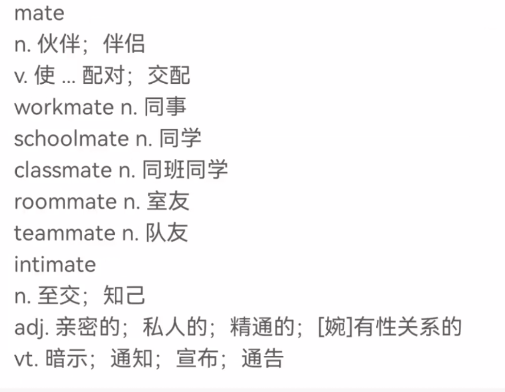 mate
n. 伙伴；伴侣
v. 使 ... 配对；交配
workmate n. 同事
schoolmate n. 同学
classmate n. 同班同学
roommate n. 室友
teammate n. 队友
intimate
n. 至交；知己
adj. 亲密的；私人的；精通的；[婉]有性关系的
vt. 暗示；通知；宣布；通告